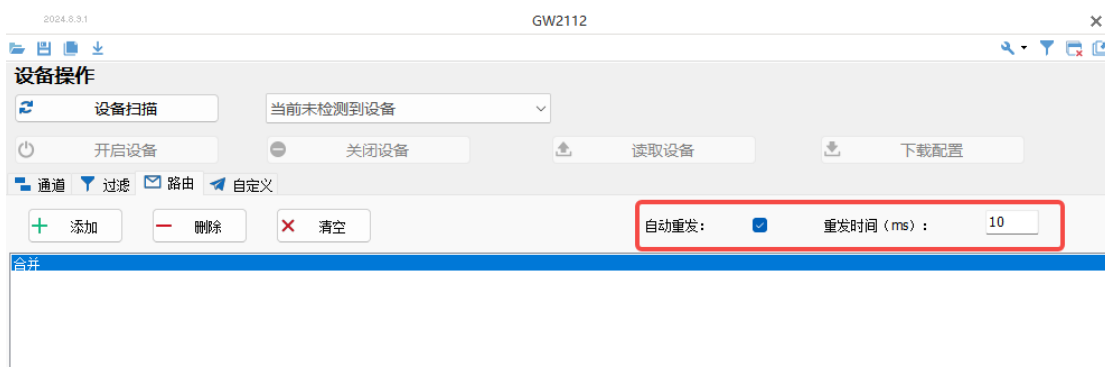 2024.8.9.1 GW2112
设备操作
设备扫描 当前未检测到设备
开启设备 关闭设备 读取设备 下载配置
通道 过滤 路由 自定义
添加 删除 清空 自动重发： 重发时间（ms）： 10
合并